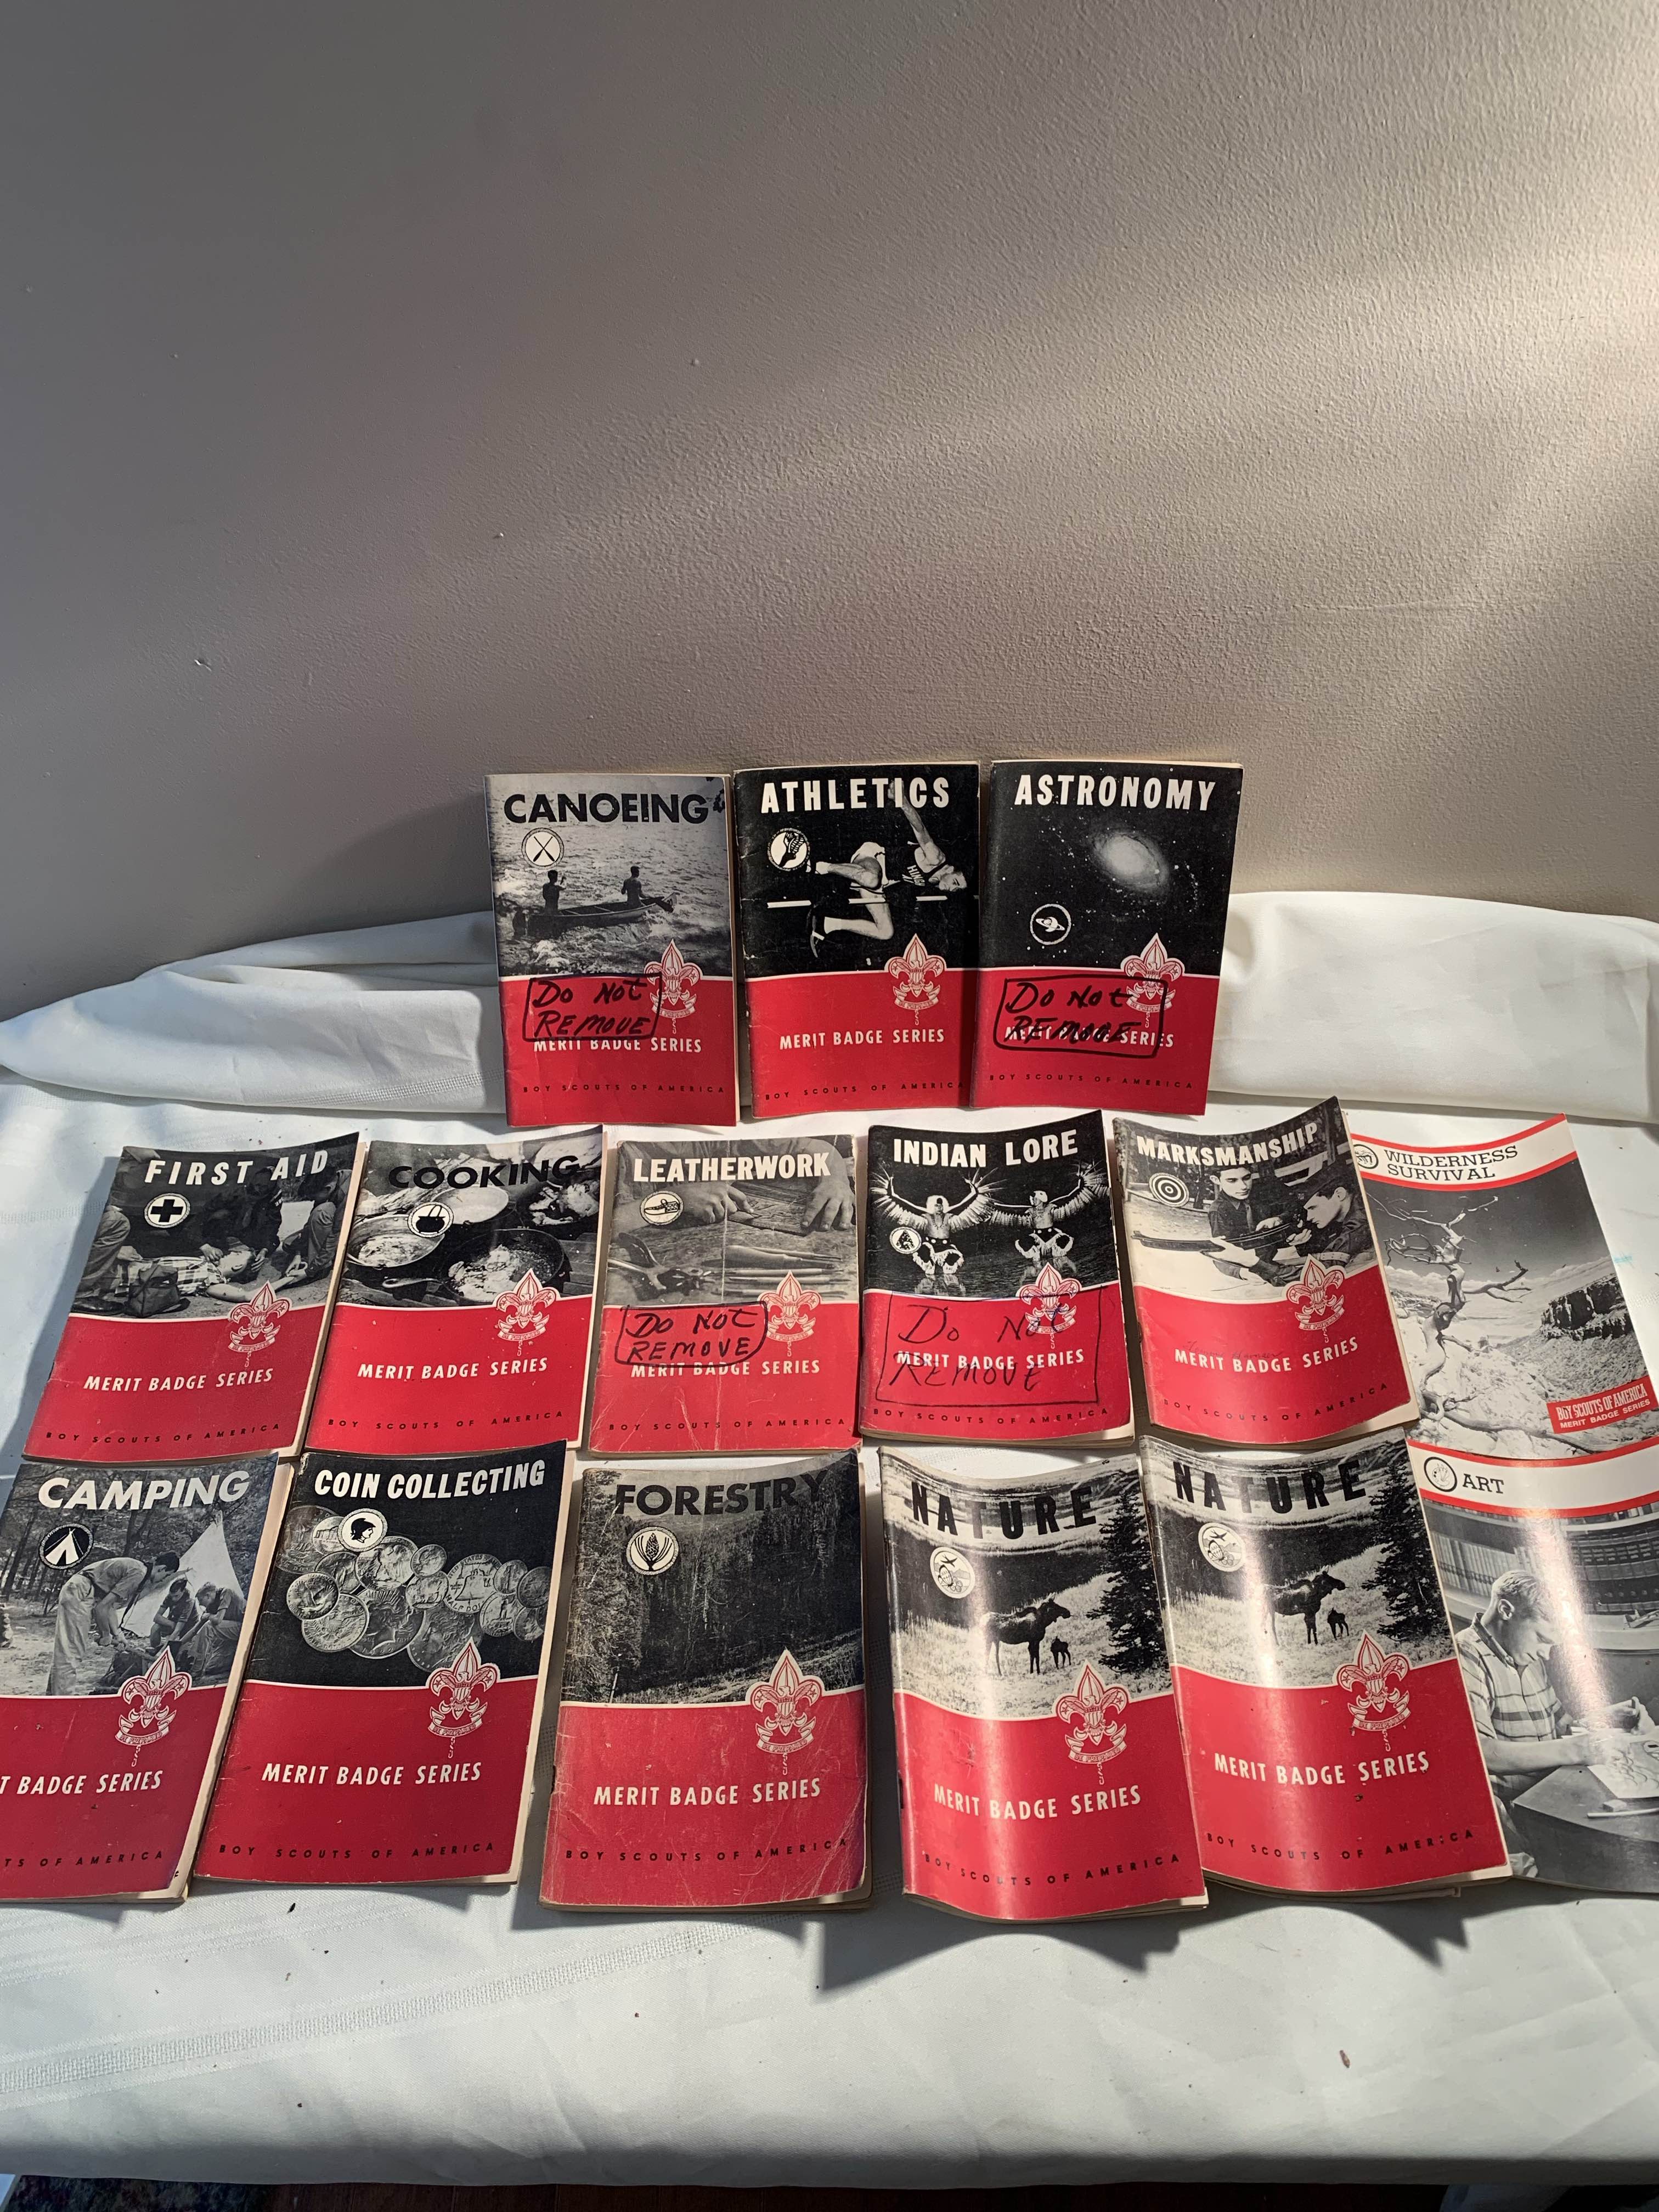 CANOEING
Do Not
REMOVE
MERIT BADGE SERIES
BOY SCOUTS OF AMERICA
ATHLETICS
MERIT BADGE SERIES
BOY SCOUTS OF AMERICA
ASTRONOMY
Do Not
REMOVE
MERIT BADGE SERIES
BOY SCOUTS OF AMERICA
FIRST AID
MERIT BADGE SERIES
BOY SCOUTS OF AMERICA
COOKING
MERIT BADGE SERIES
BOY SCOUTS OF AMERICA
LEATHERWORK
Do Not
REMOVE
MERIT BADGE SERIES
BOY SCOUTS OF AMERICA
INDIAN LORE
Do Not
MERIT BADGE SERIES
REMOVE
BOY SCOUTS OF AMERICA
MARKSMANSHIP
MERIT BADGE SERIES
BOY SCOUTS OF AMERICA
WILDERNESS
SURVIVAL
BOY SCOUTS OF AMERICA
MERIT BADGE SERIES
CAMPING
T BADGE SERIES
TS OF AMERICA
COIN COLLECTING
MERIT BADGE SERIES
BOY SCOUTS OF AMERICA
FORESTRY
MERIT BADGE SERIES
BOY SCOUTS OF AMERICA
NATURE
MERIT BADGE SERIES
BOY SCOUTS OF AMERICA
NATURE
MERIT BADGE SERIES
BOY SCOUTS OF AMERICA
ART